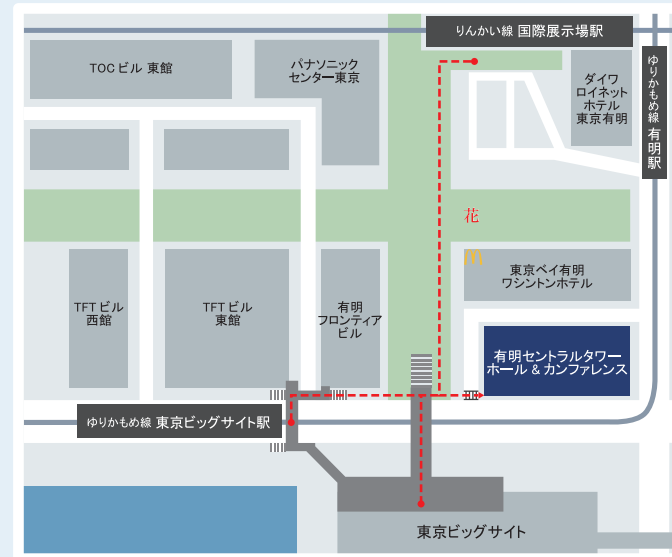 りんかい線 国際展示場駅
TOCビル 東館
パナソニック
センター東京
ダイワ
ロイネット
ホテル
東京有明
ゆりかもめ線 有明駅
花
m
東京ベイ有明
ワシントンホテル
TFTビル
西館
TFTビル
東館
有明
フロンティア
ビル
有明セントラルタワー
ホール & カンファレンス
ゆりかもめ線 東京ビッグサイト駅
東京ビッグサイト